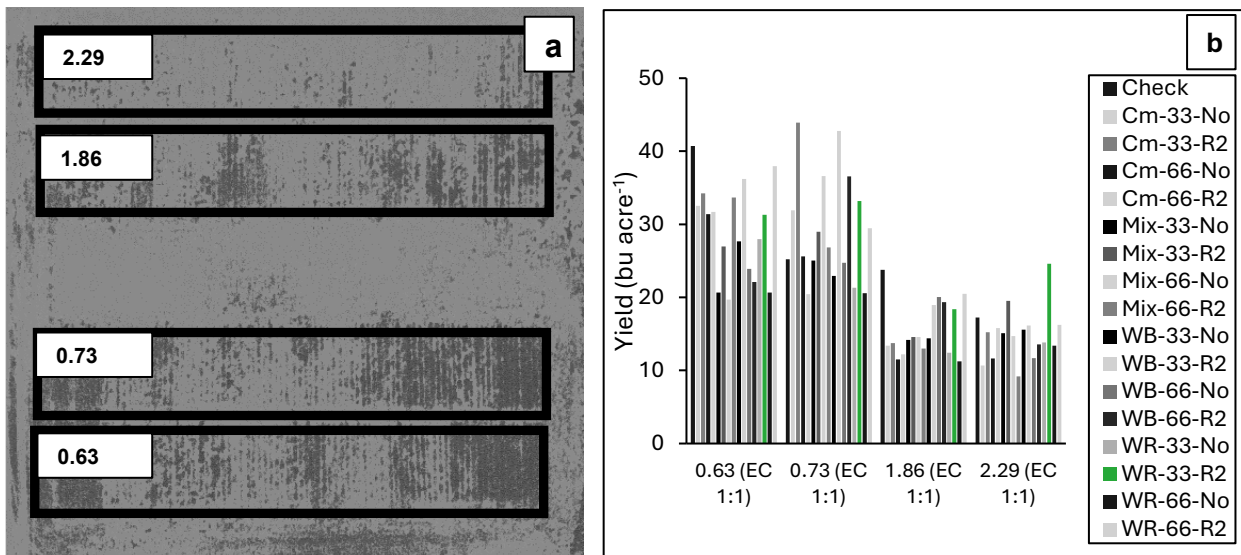 a
2.29
1.86
0.73
0.63
b
Yield (bu acre⁻¹)
50
40
30
20
10
0
0.63 (EC
1:1)
0.73 (EC
1:1)
1.86 (EC
1:1)
2.29 (EC
1:1)
Check
Cm-33-No
Cm-33-R2
Cm-66-No
Cm-66-R2
Mix-33-No
Mix-33-R2
Mix-66-No
Mix-66-R2
WB-33-No
WB-33-R2
WB-66-No
WB-66-R2
WR-33-No
WR-33-R2
WR-66-No
WR-66-R2